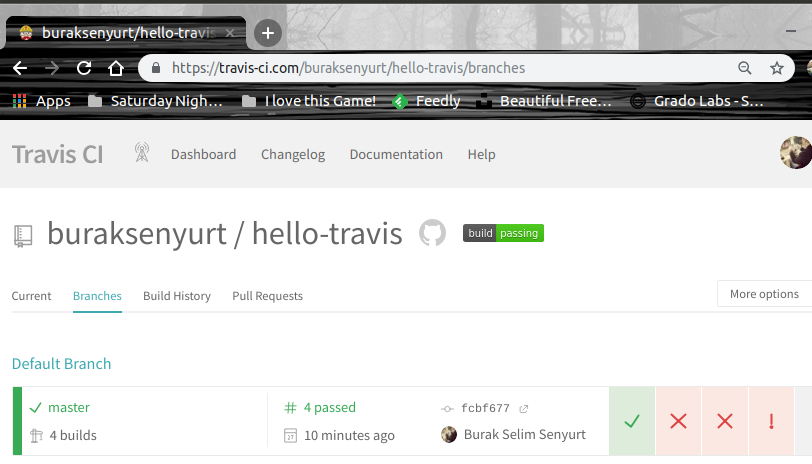 buraksenyurt/hello-travis
https://travis-ci.com/buraksenyurt/hello-travis/branches
Apps Saturday Nigh... I love this Game! Feedly Beautiful Free... Grado Labs - S...
Travis CI Dashboard Changelog Documentation Help
buraksenyurt / hello-travis build passing
Current Branches Build History Pull Requests More options
Default Branch
master 4 passed fcbf677
4 builds 10 minutes ago Burak Selim Senyurt